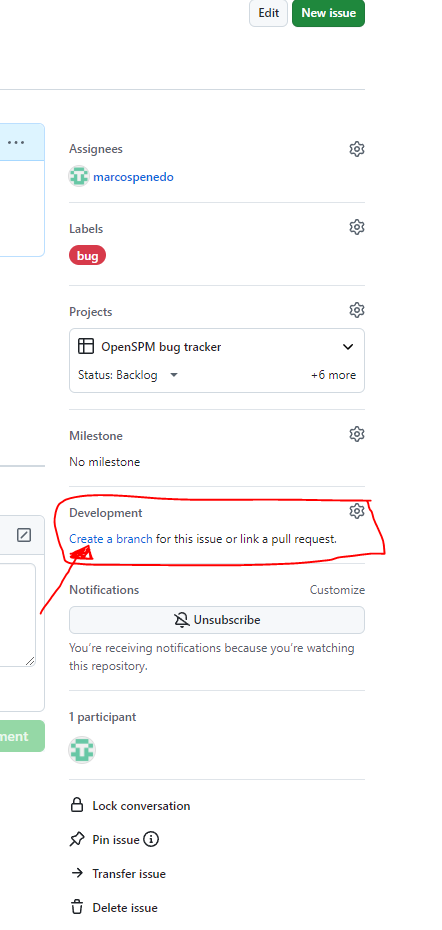 Edit
New issue
Assignees
marcospenedo
Labels
bug
Projects
OpenSPM bug tracker
Status: Backlog
+6 more
Milestone
No milestone
Development
Create a branch for this issue or link a pull request.
Notifications
Customize
Unsubscribe
You’re receiving notifications because you’re watching
this repository.
1 participant
ment
Lock conversation
Pin issue
Transfer issue
Delete issue